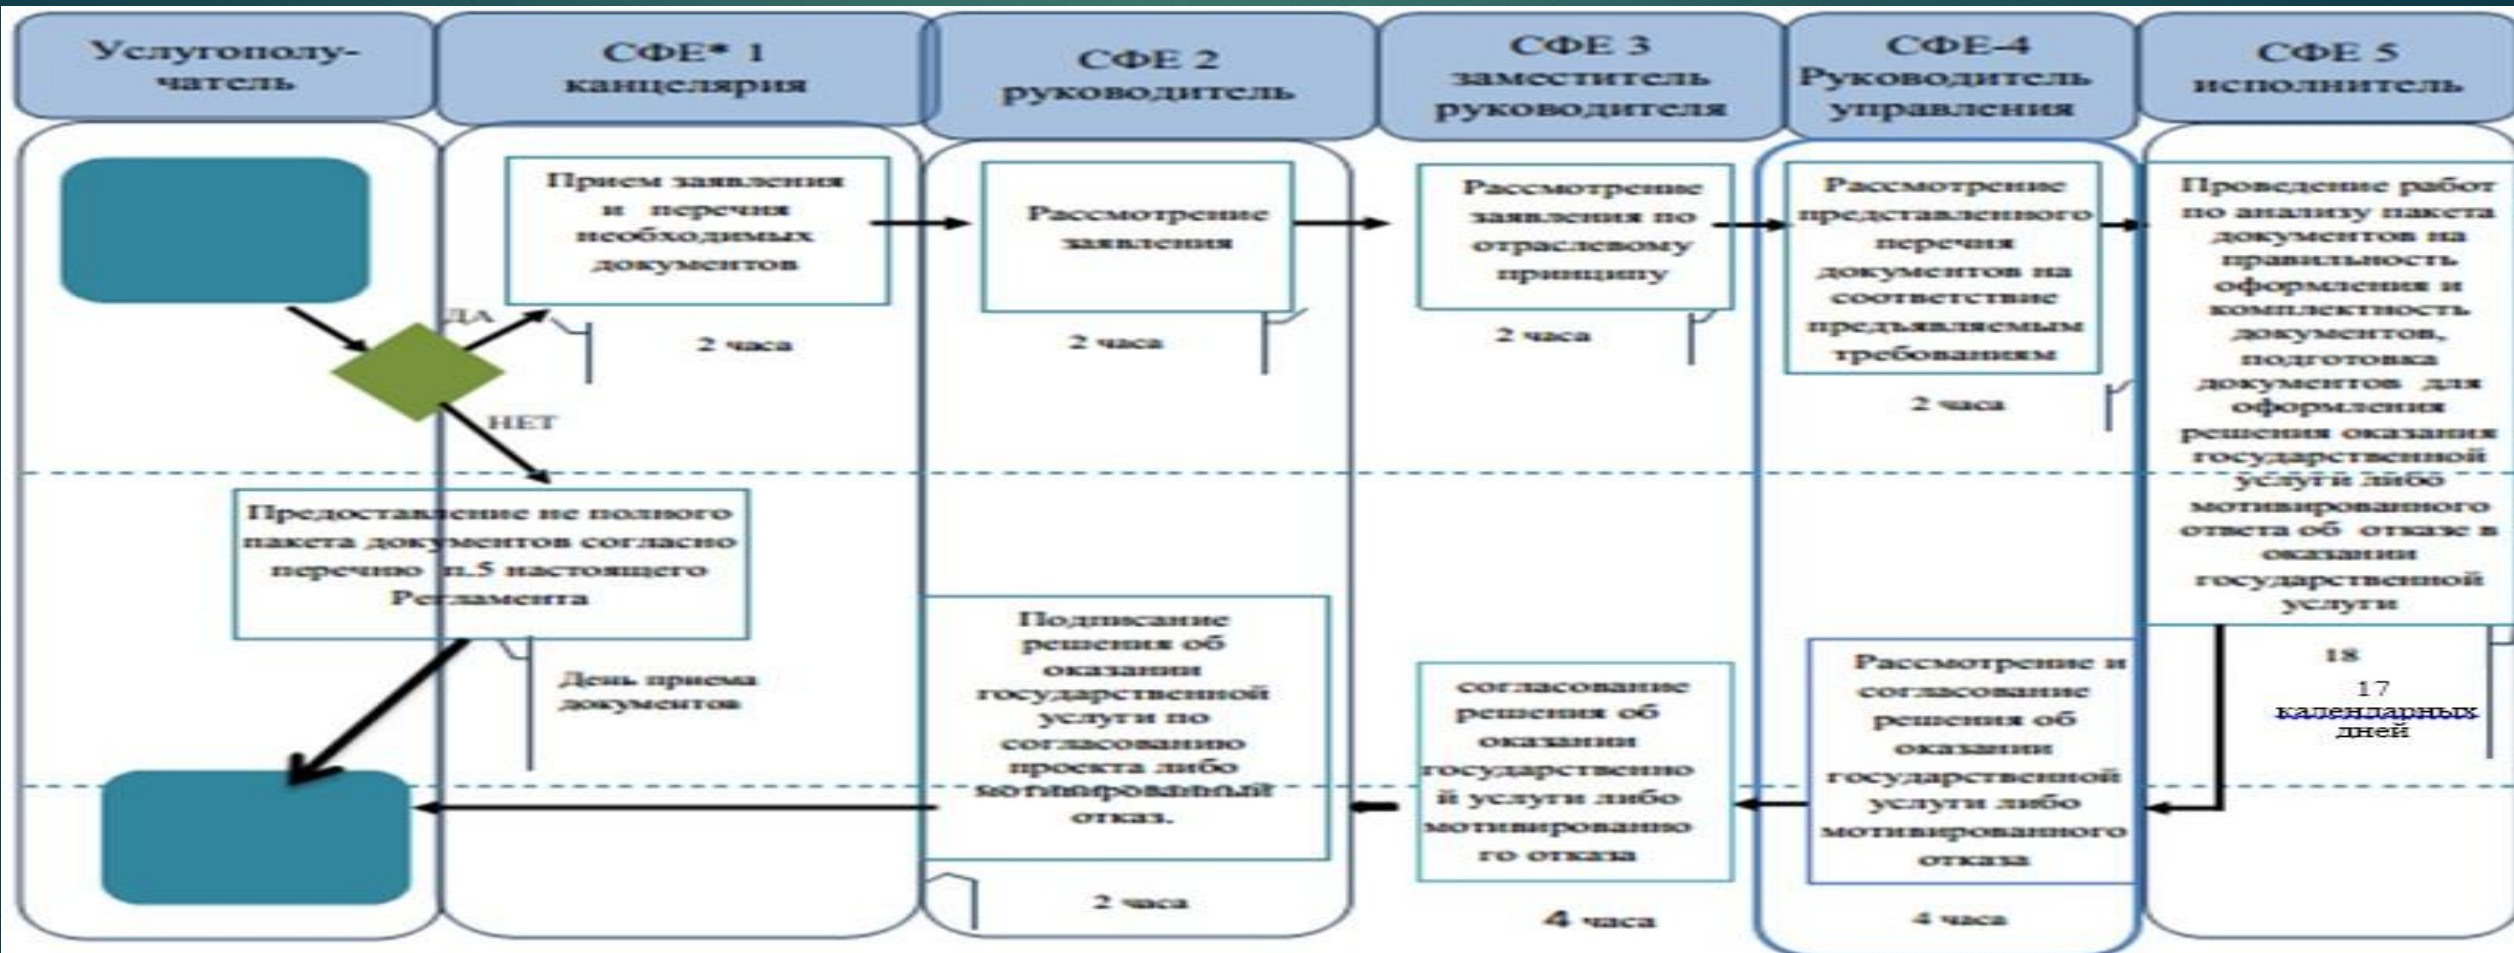 Услугополу-
чатель
СФЕ* 1
канцелярия
СФЕ 2
руководитель
СФЕ 3
заместитель
руководителя
СФЕ-4
Руководитель
управления
СФЕ 5
исполнитель
Прием заявления
и перечня
необходимых
документов
2 часа
Рассмотрение
заявления
2 часа
Рассмотрение
заявления по
отраслевому
принципу
2 часа
Рассмотрение
представленного
перечня
документов на
соответствие
предъявляемым
требованиям
2 часа
Проведение работ
по анализу пакета
документов на
правильность
оформления и
комплектность
документов,
подготовка
документов для
оформления
решения оказания
государственной
услуги либо
мотивированного
ответа об отказе в
оказании
государственной
услуги
18
17
календарных
дней
ДА
НЕТ
Предоставление не полного
пакета документов согласно
перечню п.5 настоящего
Регламента
День приема
документов
Подписание
решения об
оказании
государственной
услуги по
согласованию
проекта либо
мотивированный
отказ.
2 часа
согласование
решения об
оказании
государственно
й услуги либо
мотивированно
го отказа
4 часа
Рассмотрение и
согласование
решения об
оказании
государственной
услуги либо
мотивированного
отказа
4 часа